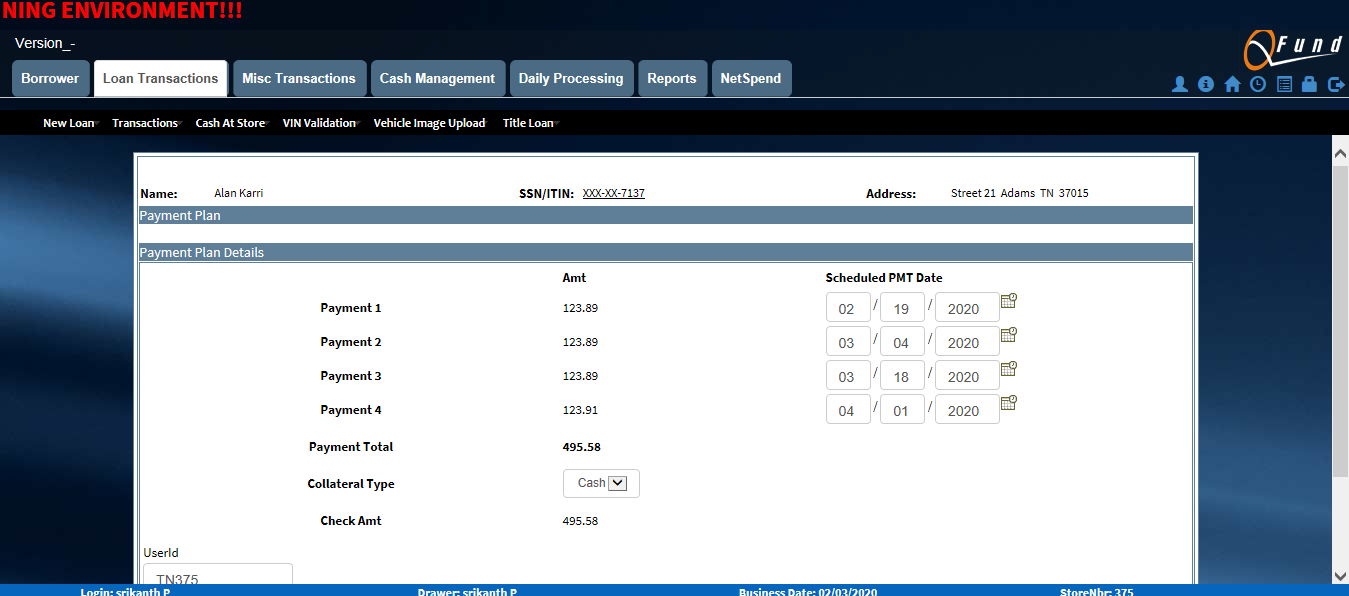 NING ENVIRONMENT!!!
Version_-
QFund
Borrower Loan Transactions Misc Transactions Cash Management Daily Processing Reports NetSpend
New Loan Transactions Cash At Store VIN Validation Vehicle Image Upload Title Loan
Name: Alan Karri SSN/ITIN: XXX-XX-7137 Address: Street 21 Adams TN 37015
Payment Plan
Payment Plan Details
Amt Scheduled PMT Date
Payment 1 123.89 02 / 19 / 2020
Payment 2 123.89 03 / 04 / 2020
Payment 3 123.89 03 / 18 / 2020
Payment 4 123.91 04 / 01 / 2020
Payment Total 495.58
Collateral Type Cash
Check Amt 495.58
UserId
TN375
Login: srikanth P Drawer: srikanth P Business Date: 02/03/2020 StoreNbr: 375